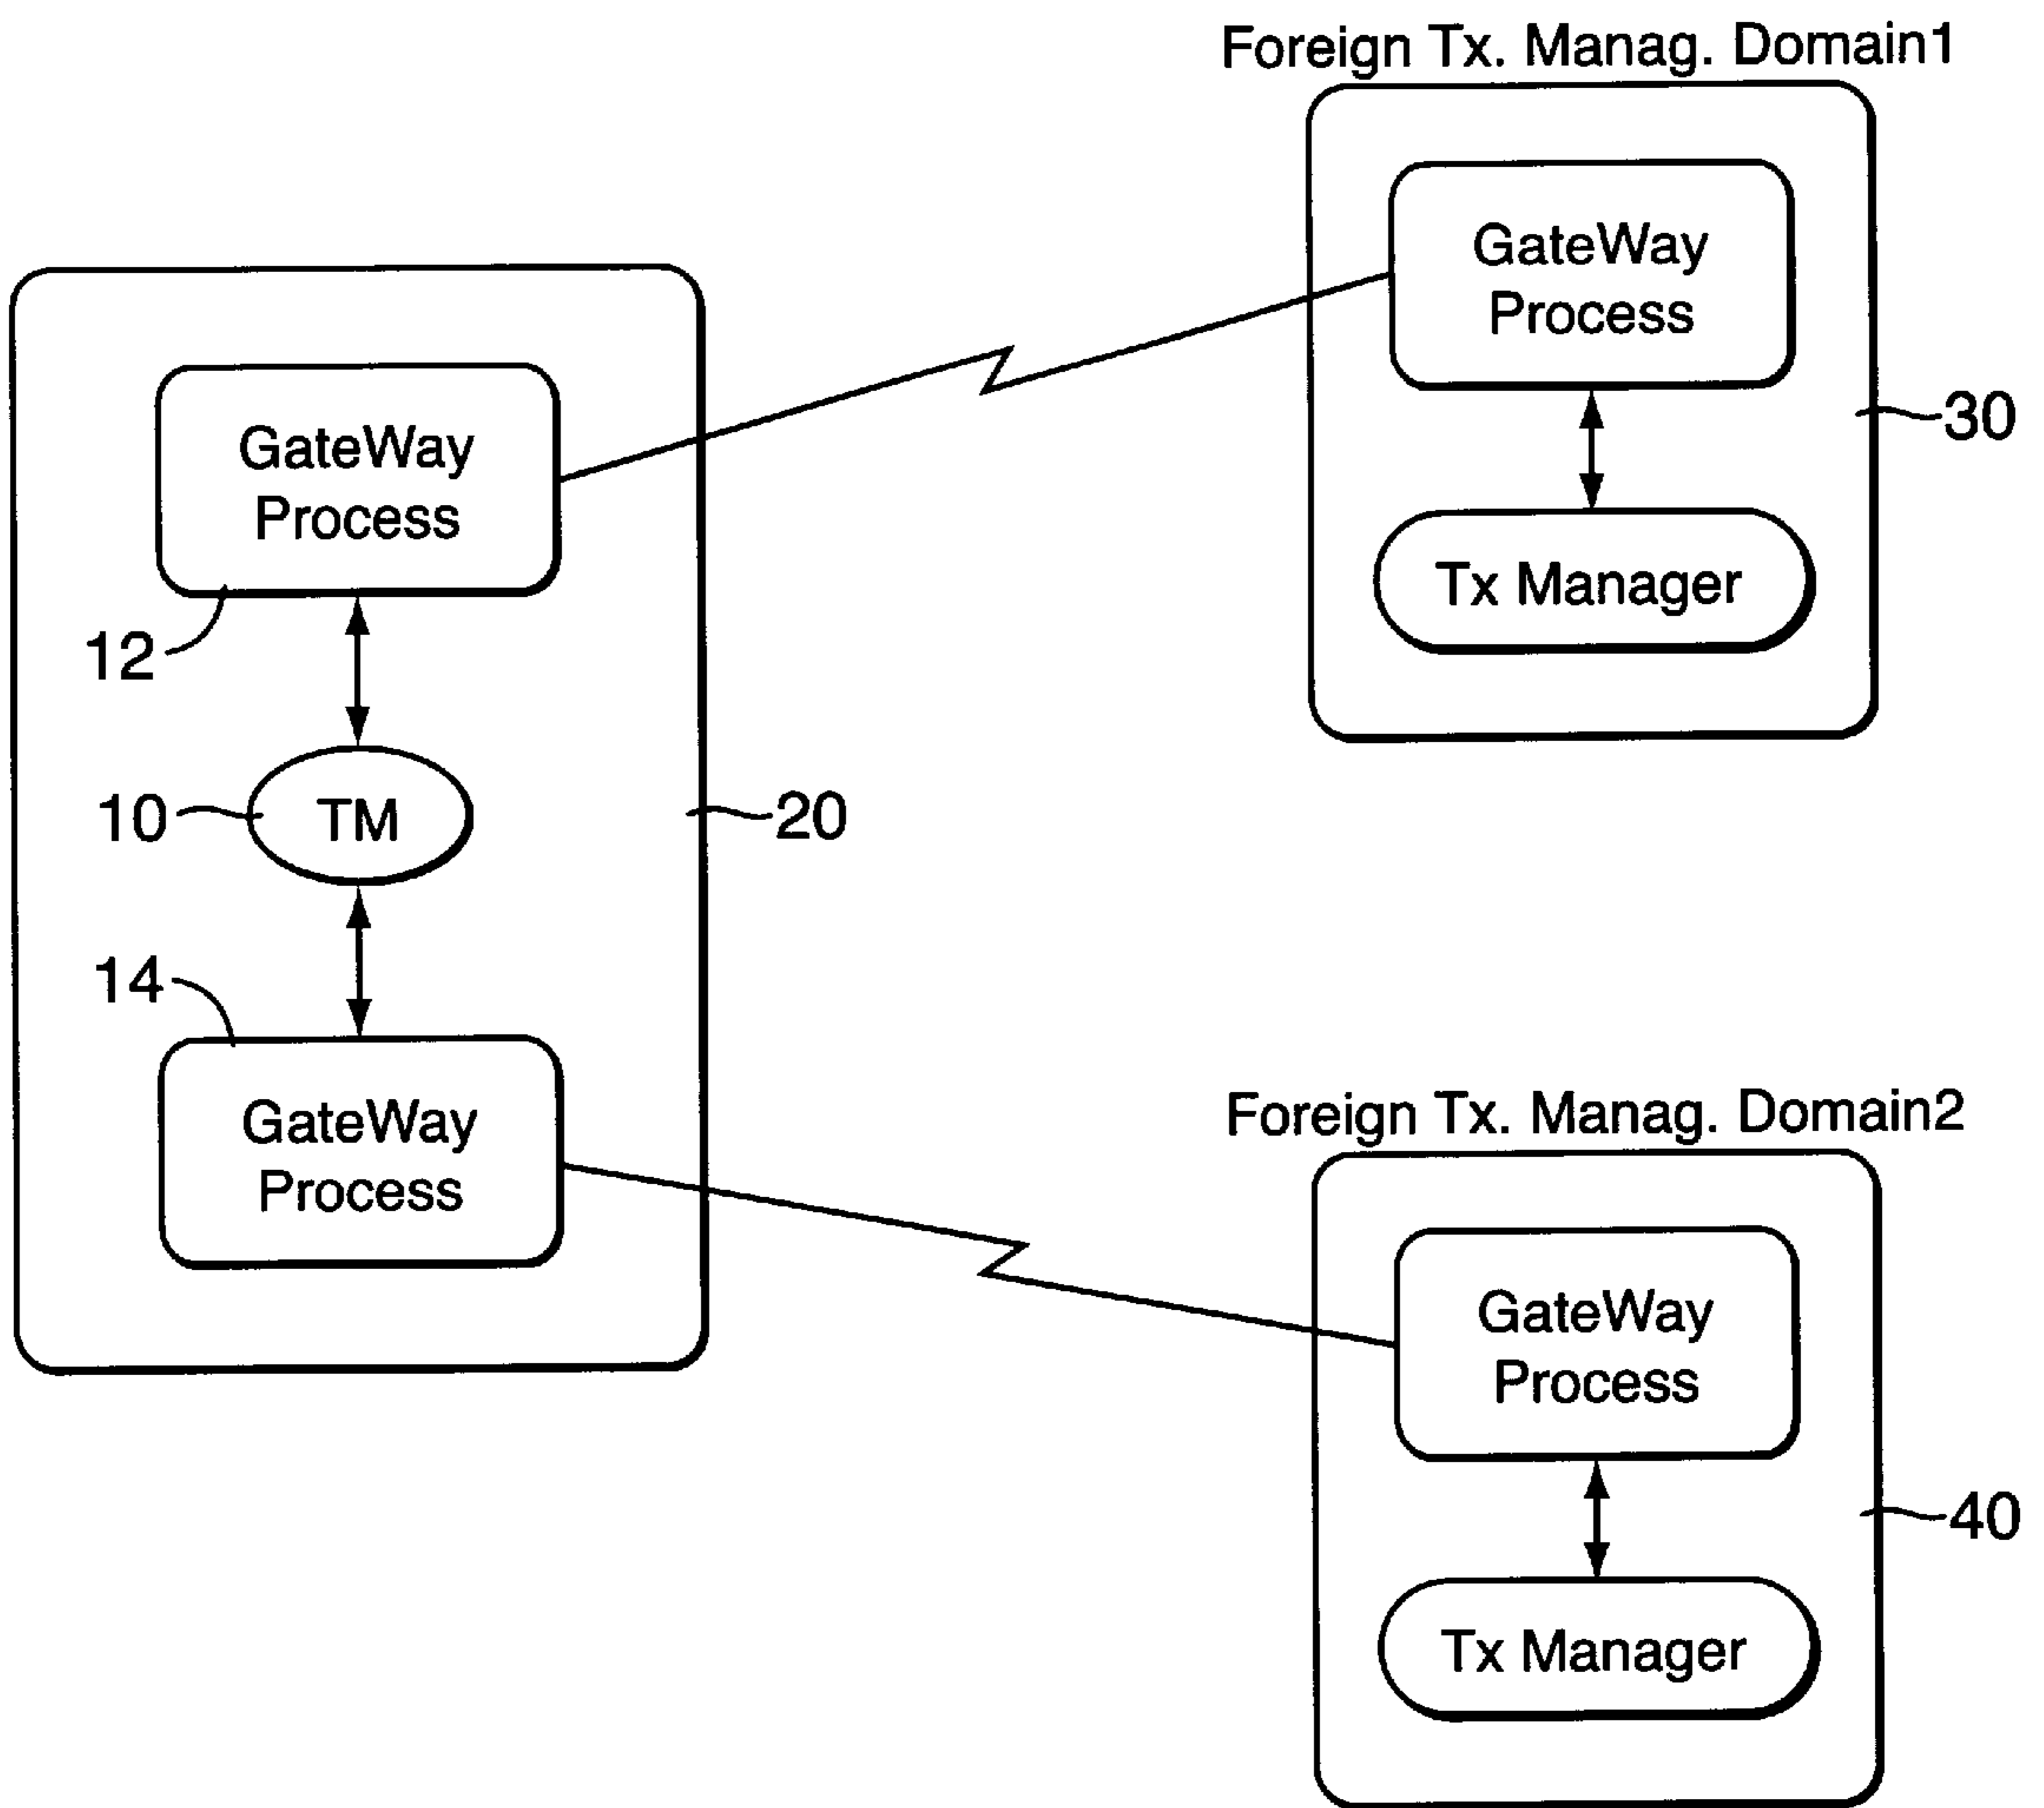 Foreign Tx. Manag. Domain1
GateWay
Process
30
Tx Manager
GateWay
Process
12
10
TM
20
14
GateWay
Process
Foreign Tx. Manag. Domain2
GateWay
Process
40
Tx Manager